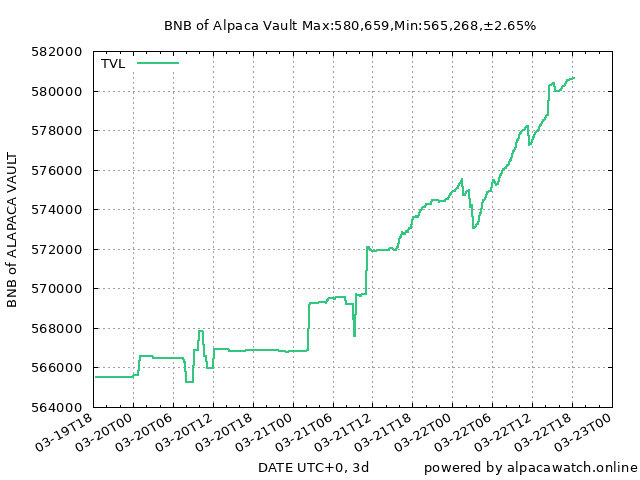 BNB of Alpaca Vault Max:580,659,Min:565,268,±2.65%
TVL
582000
580000
578000
576000
574000
572000
570000
568000
566000
564000
BNB of ALAPACA VAULT
03-19T18
03-20T00
03-20T06
03-20T12
03-20T18
03-21T00
03-21T06
03-21T12
03-21T18
03-22T00
03-22T06
03-22T12
03-22T18
03-23T00
DATE UTC+0, 3d
powered by alpacawatch.online